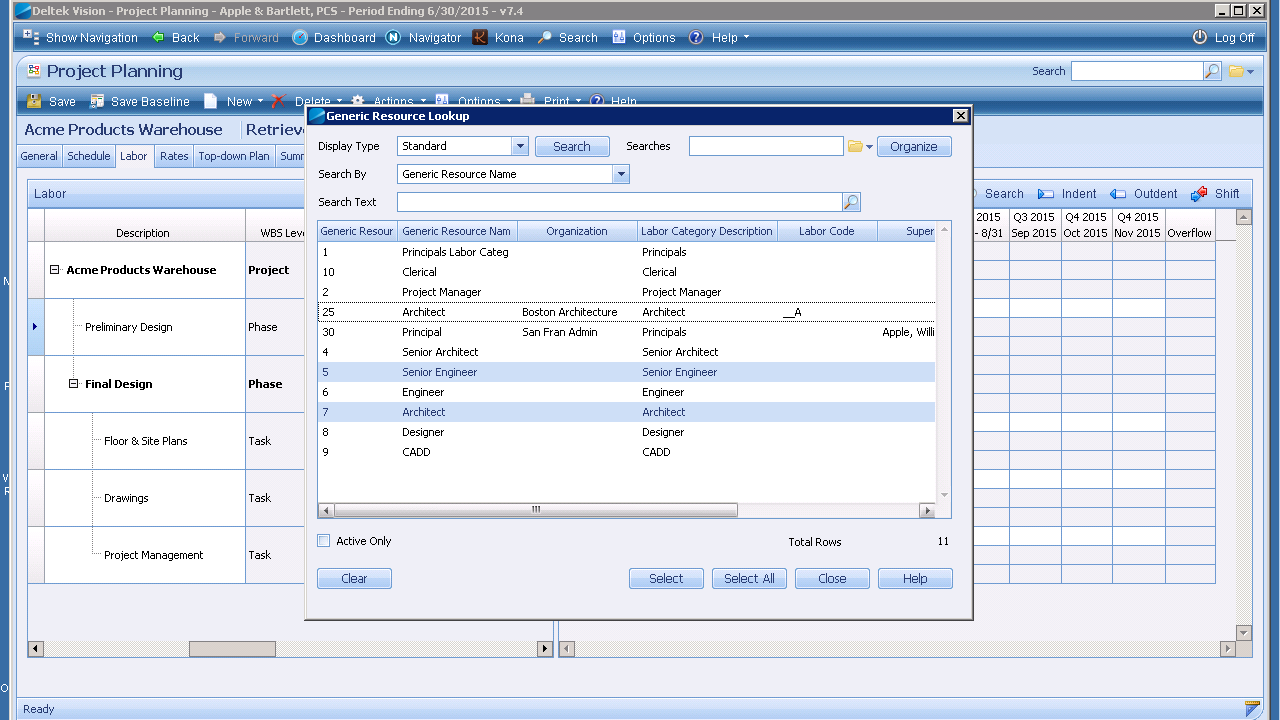 Deltek Vision - Project Planning - Apple & Bartlett, PCS - Period Ending 6/30/2015 - v7.4
Show Navigation Back Forward Dashboard Navigator Kona Search Options Help Log Off
Project Planning Search
Save Save Baseline New Delete Actions Options Print Help
Acme Products Warehouse Retrieve
General Schedule Labor Rates Top-down Plan Summ
Labor
Search Indent Outdent Shift
Description WBS Leve
2015 Q3 2015 Q4 2015 Q4 2015
- 8/31 Sep 2015 Oct 2015 Nov 2015 Overflow
Acme Products Warehouse Project
Preliminary Design Phase
Final Design Phase
Floor & Site Plans Task
Drawings Task
Project Management Task
Generic Resource Lookup
Display Type Standard Search Searches Organize
Search By Generic Resource Name
Search Text
Generic Resour Generic Resource Nam Organization Labor Category Description Labor Code Super
1 Principals Labor Categ Principals
10 Clerical Clerical
2 Project Manager Project Manager
25 Architect Boston Architecture Architect __A
30 Principal San Fran Admin Principals Apple, Willi
4 Senior Architect Senior Architect
5 Senior Engineer Senior Engineer
6 Engineer Engineer
7 Architect Architect
8 Designer Designer
9 CADD CADD
Active Only Total Rows 11
Clear Select Select All Close Help
Ready